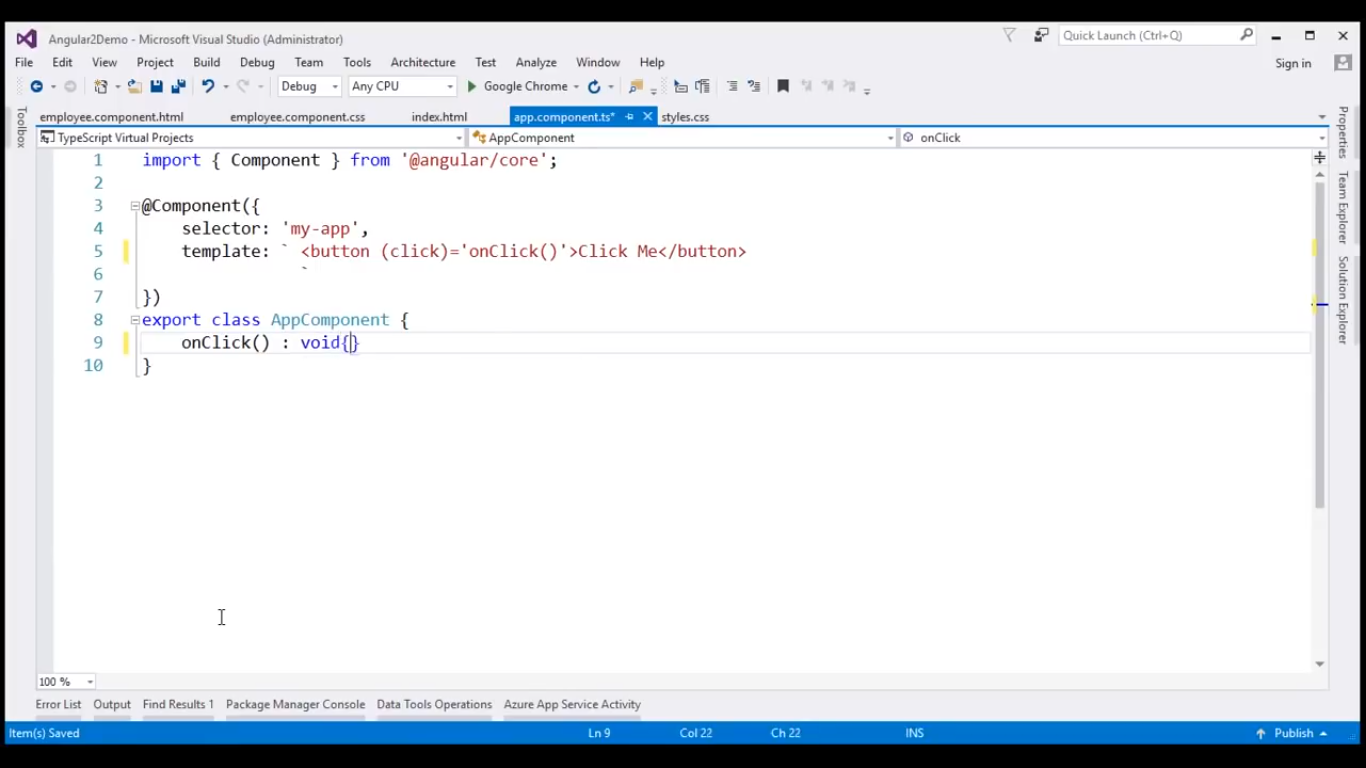 Angular2Demo - Microsoft Visual Studio (Administrator)
Quick Launch (Ctrl+Q)
File Edit View Project Build Debug Team Tools Architecture Test Analyze Window Help
Sign in
Debug Any CPU Google Chrome
Toolbox
employee.component.html employee.component.css index.html app.component.ts* styles.css
TypeScript Virtual Projects AppComponent onClick
1 import { Component } from '@angular/core';
2
3 @Component({
4 selector: 'my-app',
5 template: ` <button (click)='onClick()'>Click Me</button>
6 `
7 })
8 export class AppComponent {
9 onClick() : void{}
10 }
Properties
Team Explorer
Solution Explorer
100 %
Error List Output Find Results 1 Package Manager Console Data Tools Operations Azure App Service Activity
Item(s) Saved Ln 9 Col 22 Ch 22 INS Publish